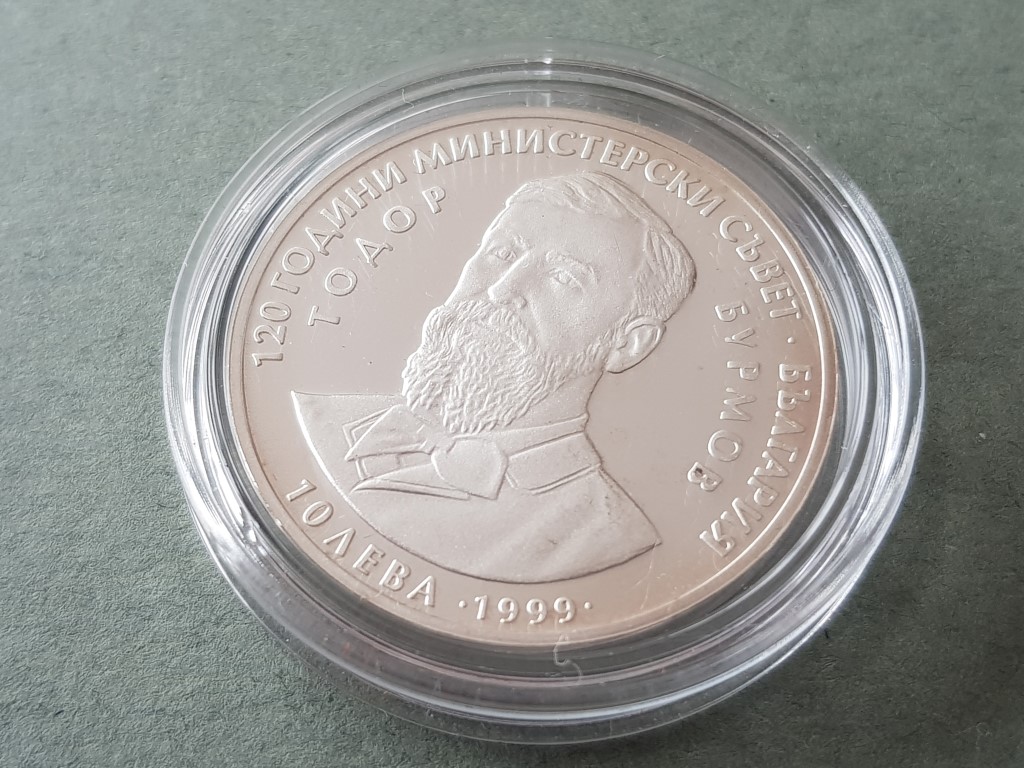 120 ГОДИНИ МИНИСТЕРСКИ СЪВЕТ · БЪЛГАРИЯ
ТОДОР
БУРМОВ
10 ЛЕВА · 1999 ·